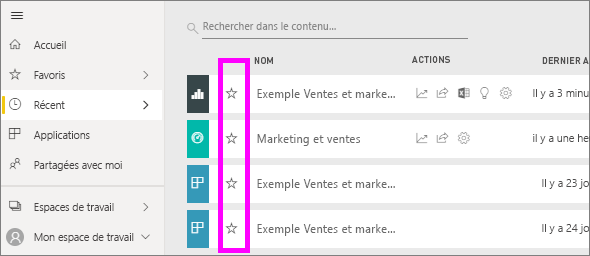 Rechercher dans le contenu...
Accueil
Favoris
Récent
Applications
Partagées avec moi
Espaces de travail
Mon espace de travail
NOM ACTIONS DERNIER A
Exemple Ventes et marke... Il y a 3 minu
Marketing et ventes il y a une he
Exemple Ventes et marke... Il y a 23 jo
Exemple Ventes et marke... Il y a 24 jo